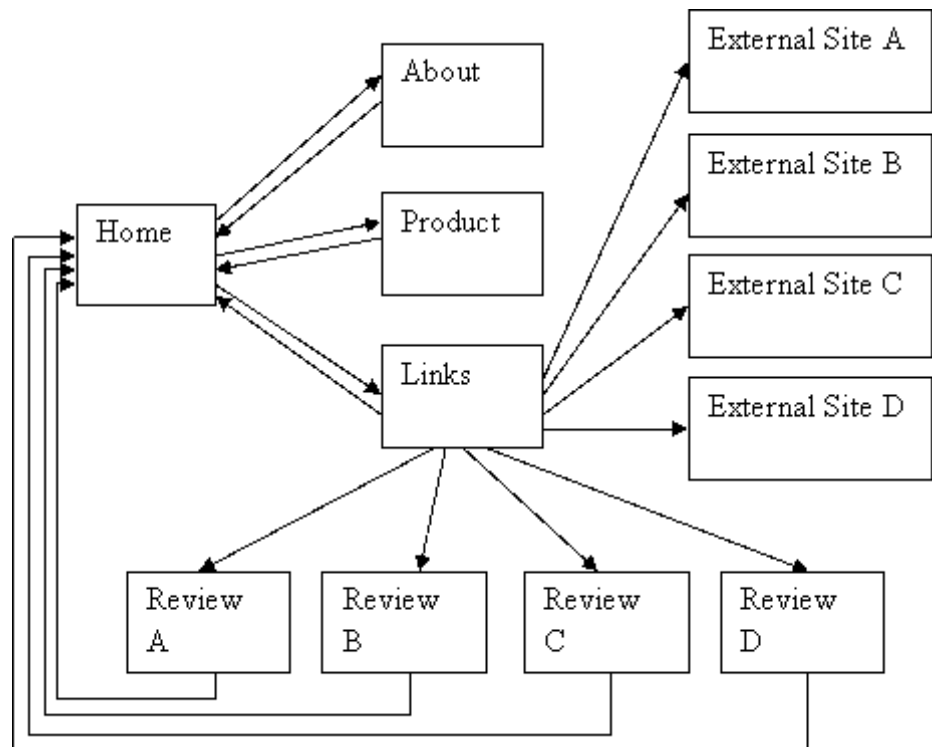 External Site A
About
External Site B
Home
Product
External Site C
Links
External Site D
Review
A
Review
B
Review
C
Review
D